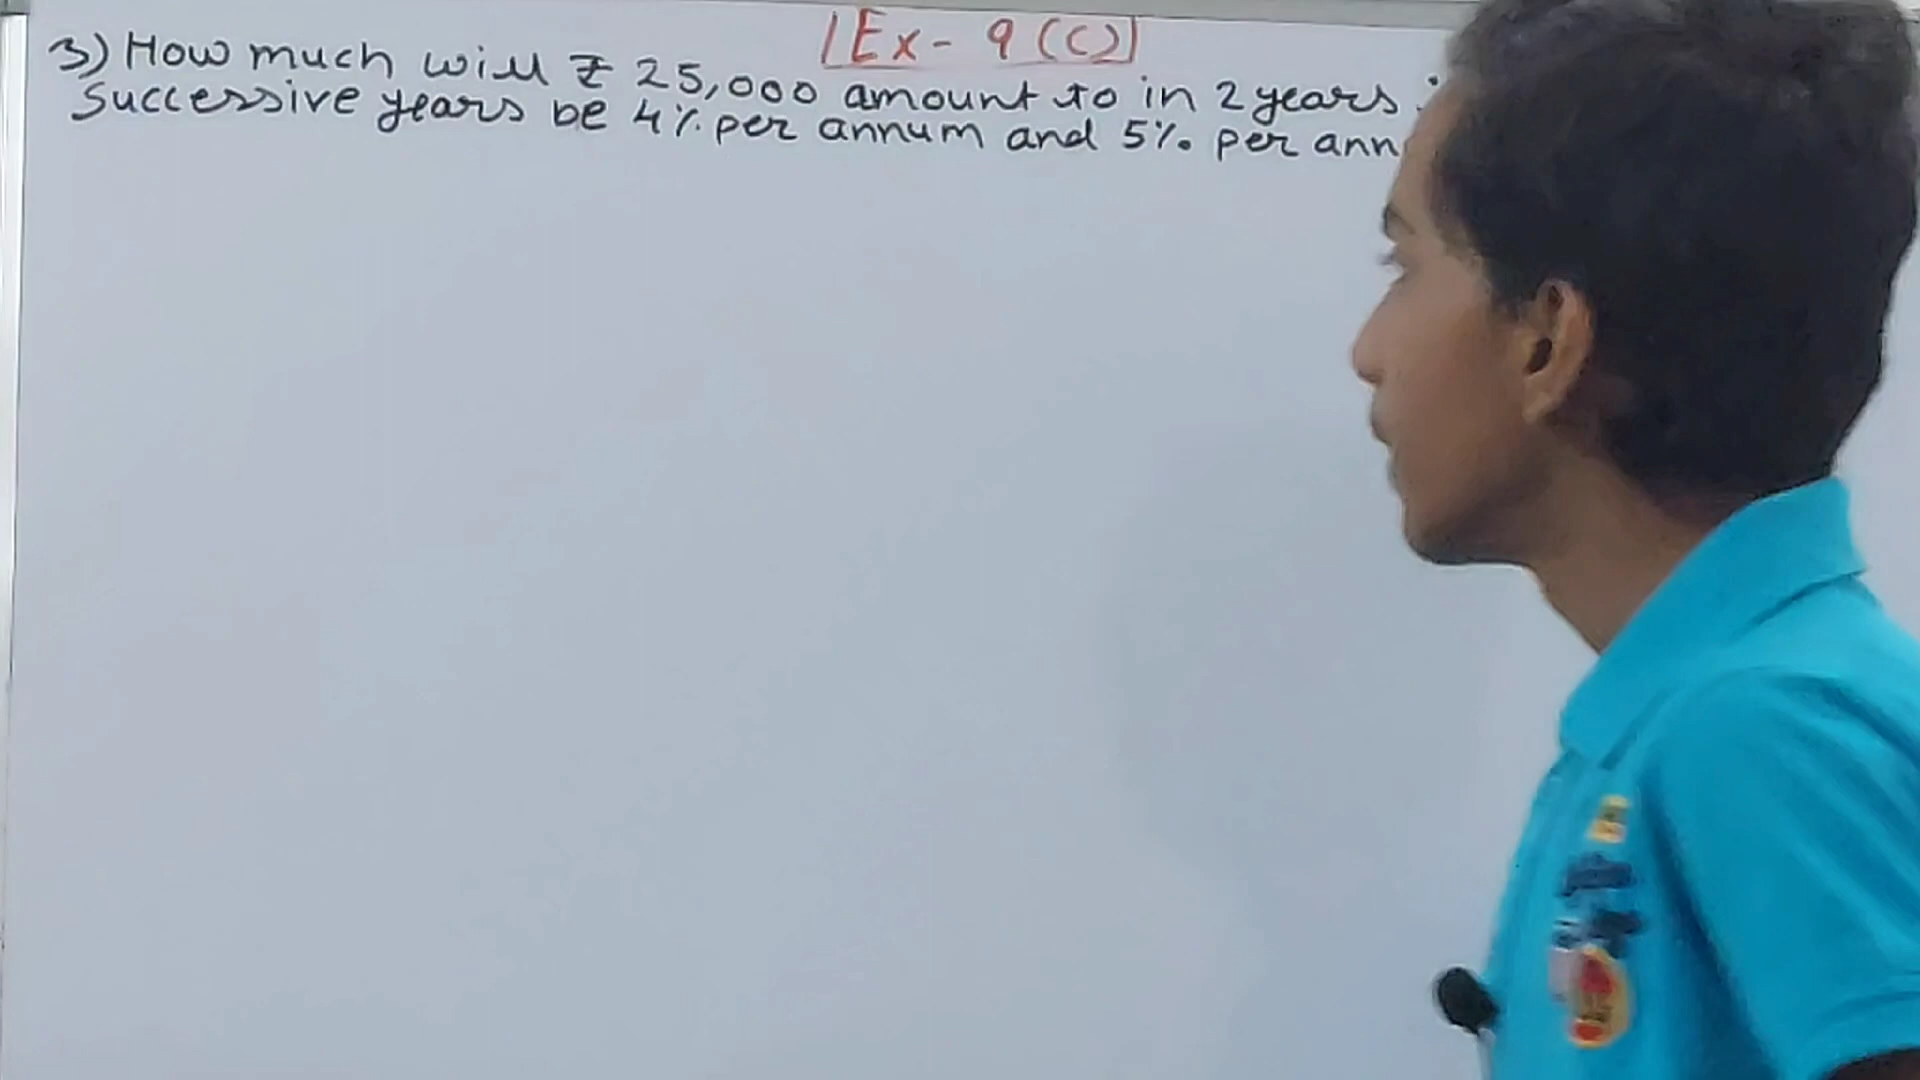 Ex- 9 (C)
3) How much will ₹ 25,000 amount to in 2 years
successive years be 4% per annum and 5% per ann